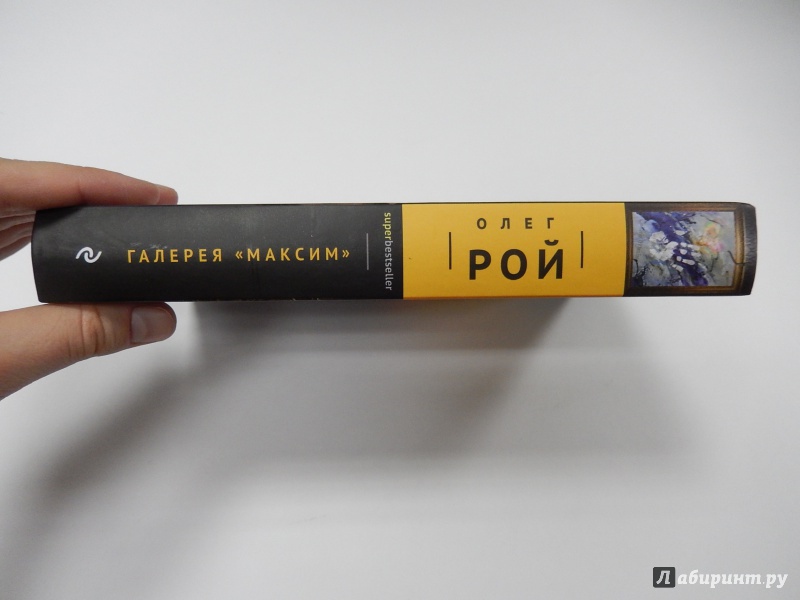 ГАЛЕРЕЯ «МАКСИМ»
superbestseller
ОЛЕГ
РОЙ
Лабиринт.ру